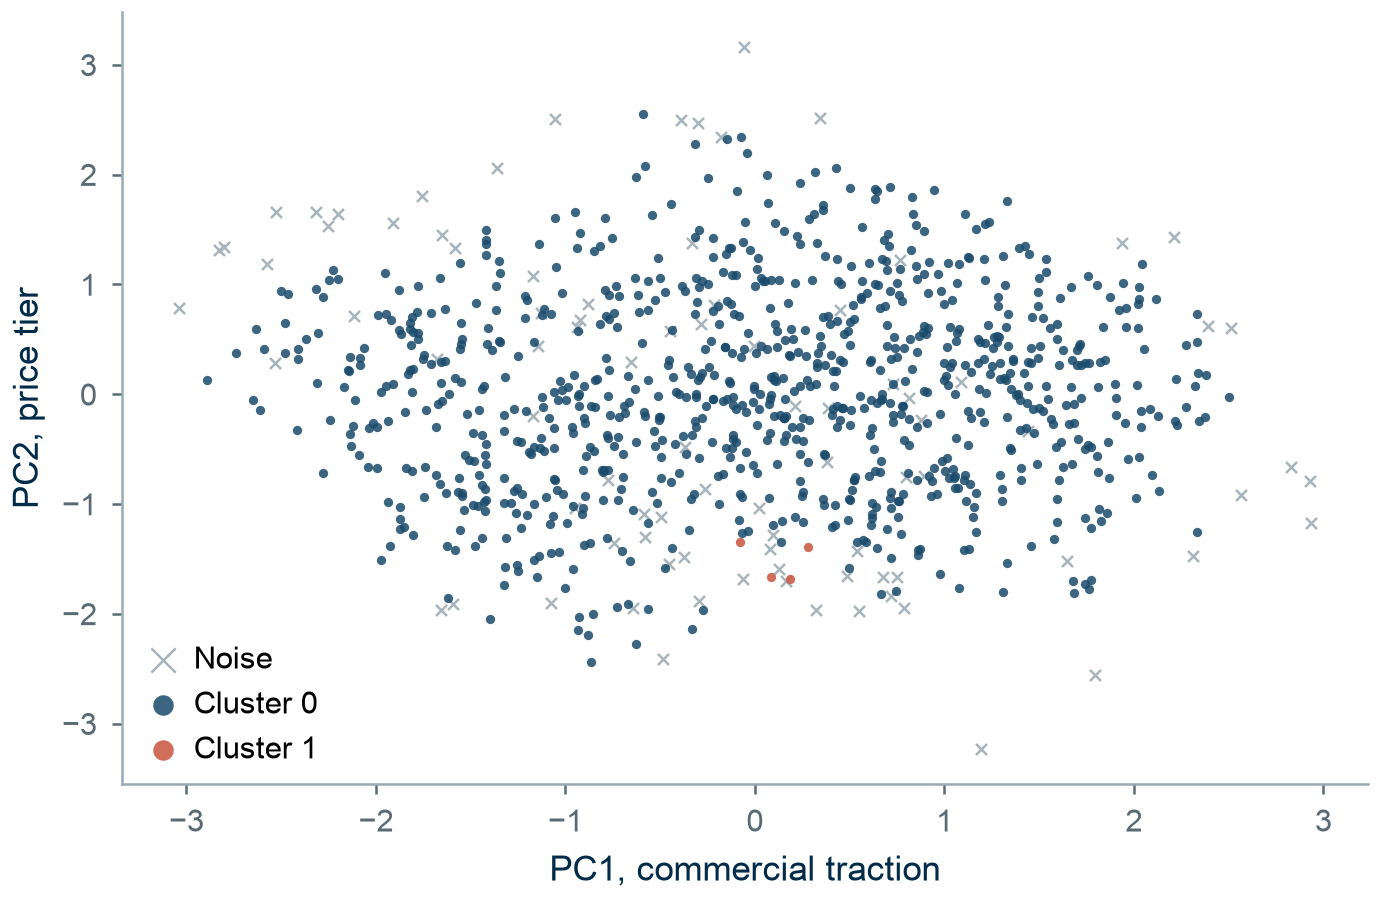 3
2
1
0
−1
−2
−3
PC2, price tier
Noise
Cluster 0
Cluster 1
−3 −2 −1 0 1 2 3
PC1, commercial traction